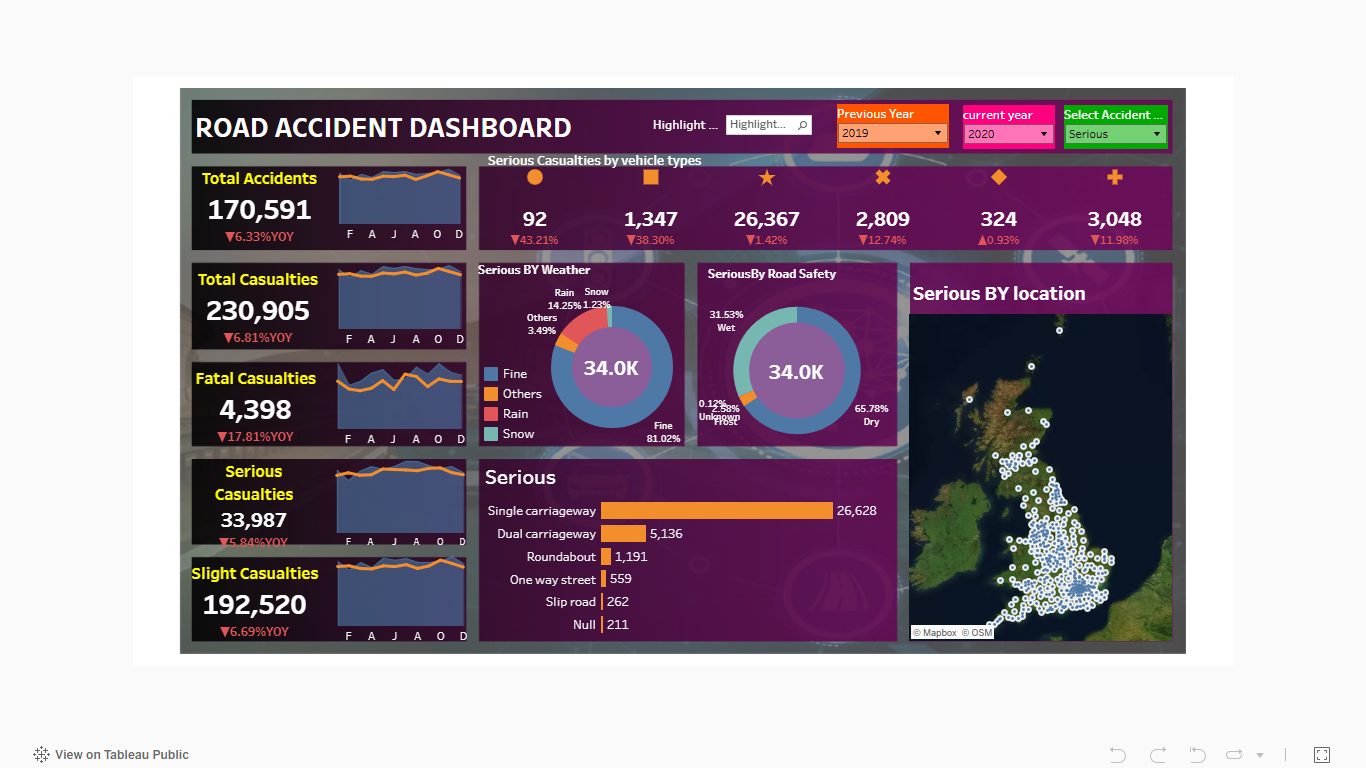 ROAD ACCIDENT DASHBOARD
Highlight ...
Highlight...
Previous Year
2019
current year
2020
Select Accident ...
Serious
Total Accidents
170,591
▼6.33%YOY
F A J A O D
Total Casualties
230,905
▼6.81%YOY
F A J A O D
Fatal Casualties
4,398
▼17.81%YOY
F A J A O D
Serious
Casualties
33,987
▼5.84%YOY
F A J A O D
Slight Casualties
192,520
▼6.69%YOY
F A J A O D
Serious Casualties by vehicle types
92 1,347 26,367 2,809 324 3,048
▼43.21% ▼38.30% ▼1.42% ▼12.74% ▲0.93% ▼11.98%
Serious BY Weather
Rain
14.25%
Snow
1.23%
Others
3.49%
34.0K
Fine
81.02%
Fine
Others
Rain
Snow
SeriousBy Road Safety
31.53%
Wet
34.0K
0.12%
Unknown
2.58%
Frost
65.78%
Dry
Serious BY location
© Mapbox © OSM
Serious
Single carriageway 26,628
Dual carriageway 5,136
Roundabout 1,191
One way street 559
Slip road 262
Null 211
View on Tableau Public